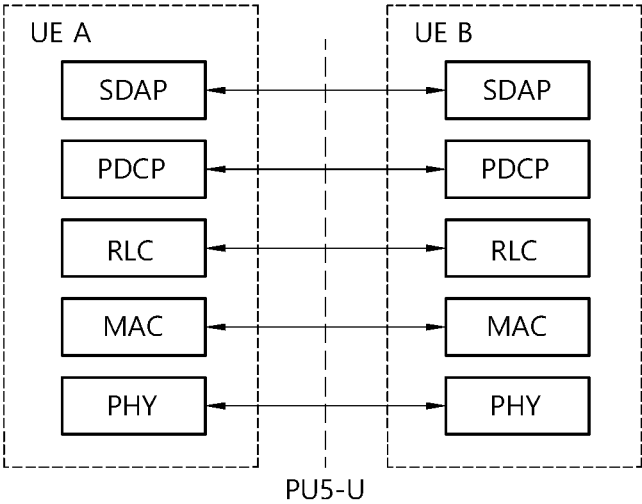 UE A
UE B
SDAP
SDAP
PDCP
PDCP
RLC
RLC
MAC
MAC
PHY
PHY
PU5-U